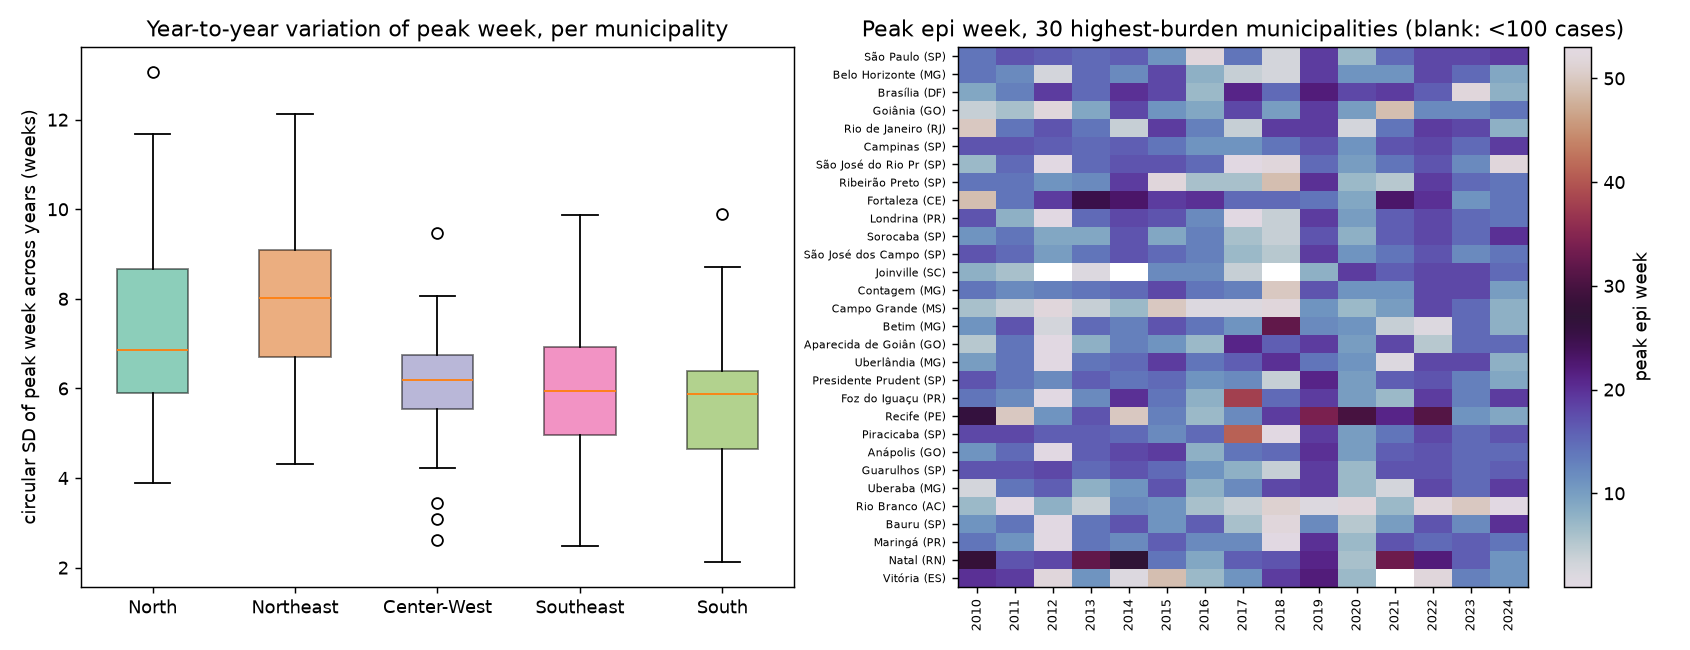 Year-to-year variation of peak week, per municipality
circular SD of peak week across years (weeks)
12
10
8
6
4
2
North
Northeast
Center-West
Southeast
South
Peak epi week, 30 highest-burden municipalities (blank: <100 cases)
São Paulo (SP)
Belo Horizonte (MG)
Brasília (DF)
Goiânia (GO)
Rio de Janeiro (RJ)
Campinas (SP)
São José do Rio Pr (SP)
Ribeirão Preto (SP)
Fortaleza (CE)
Londrina (PR)
Sorocaba (SP)
São José dos Campo (SP)
Joinville (SC)
Contagem (MG)
Campo Grande (MS)
Betim (MG)
Aparecida de Goiân (GO)
Uberlândia (MG)
Presidente Prudent (SP)
Foz do Iguaçu (PR)
Recife (PE)
Piracicaba (SP)
Anápolis (GO)
Guarulhos (SP)
Uberaba (MG)
Rio Branco (AC)
Bauru (SP)
Maringá (PR)
Natal (RN)
Vitória (ES)
2010
2011
2012
2013
2014
2015
2016
2017
2018
2019
2020
2021
2022
2023
2024
50
40
30
20
10
peak epi week